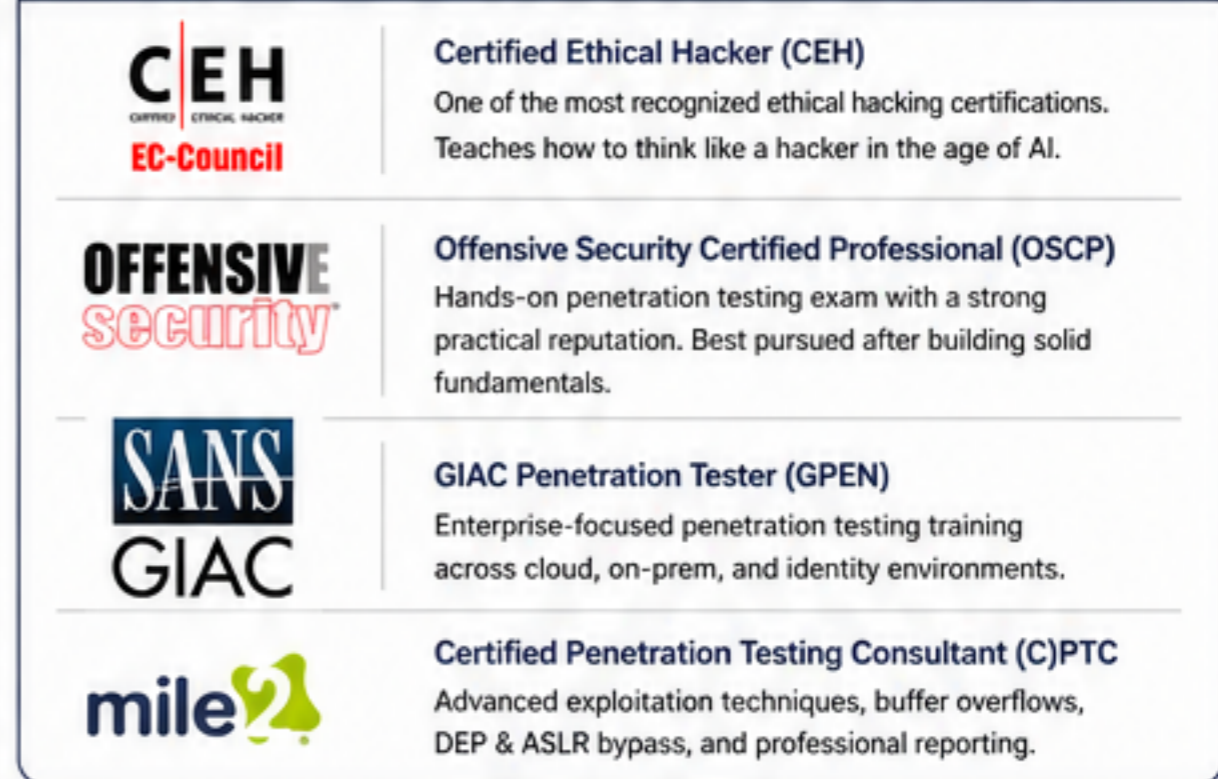 CEH
CERTIFIED ETHICAL HACKER
EC-Council
Certified Ethical Hacker (CEH)
One of the most recognized ethical hacking certifications.
Teaches how to think like a hacker in the age of AI.
OFFENSIVE
security
Offensive Security Certified Professional (OSCP)
Hands-on penetration testing exam with a strong
practical reputation. Best pursued after building solid
fundamentals.
SANS
GIAC
GIAC Penetration Tester (GPEN)
Enterprise-focused penetration testing training
across cloud, on-prem, and identity environments.
mile2
Certified Penetration Testing Consultant (C)PTC
Advanced exploitation techniques, buffer overflows,
DEP & ASLR bypass, and professional reporting.